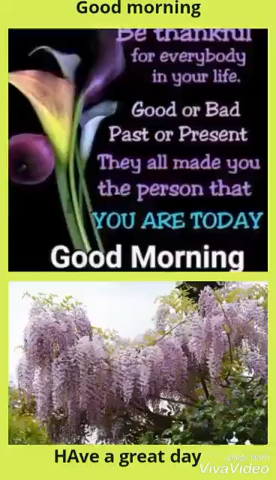 Good morning
Be thankful
for everybody
in your life.
Good or Bad
Past or Present
They all made you
the person that
YOU ARE TODAY
Good Morning
HAve a great day
VivaVideo